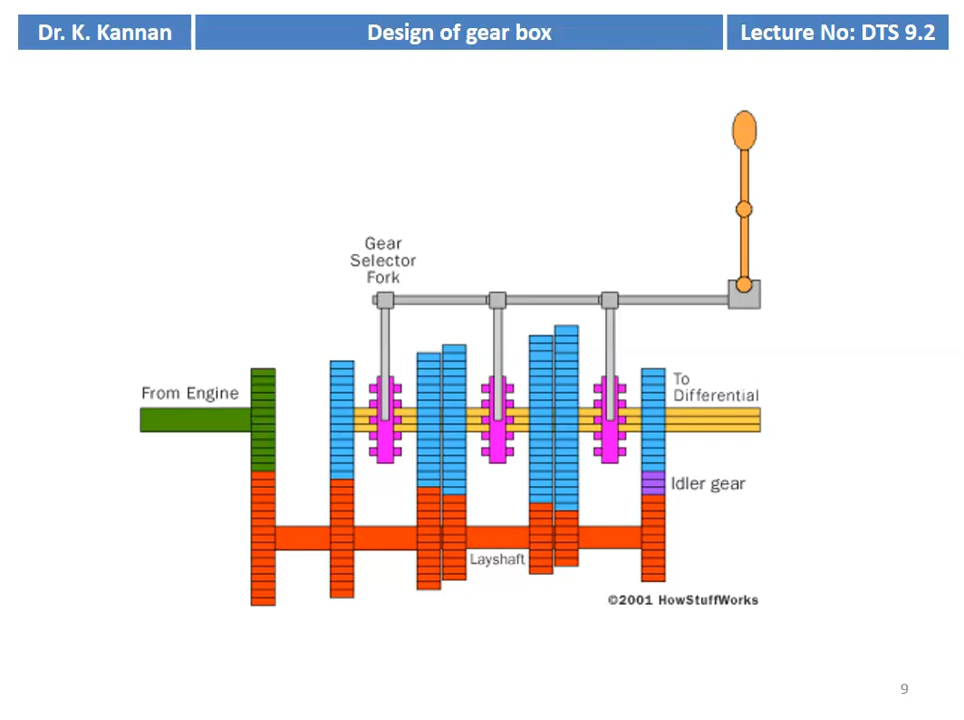 Dr. K. Kannan
Design of gear box
Lecture No: DTS 9.2
Gear
Selector
Fork
From Engine
To
Differential
Idler gear
Layshaft
©2001 HowStuffWorks
9